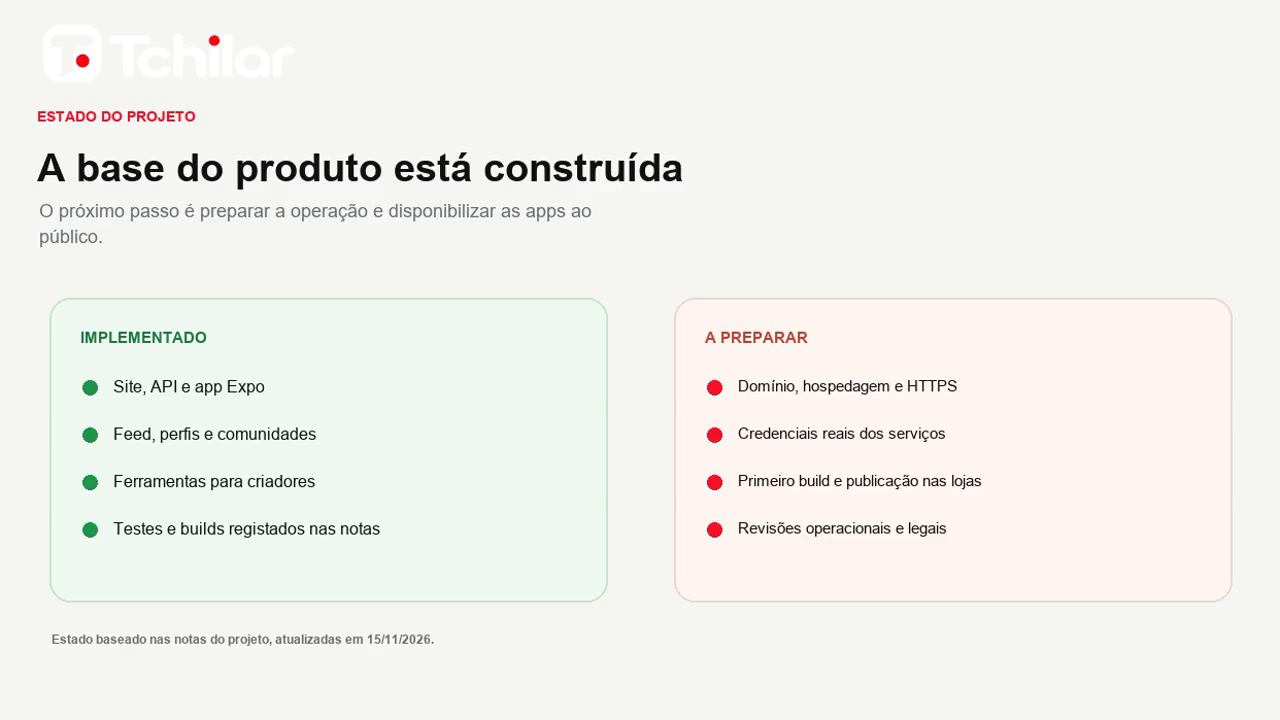 Tchilar
ESTADO DO PROJETO
A base do produto está construída
O próximo passo é preparar a operação e disponibilizar as apps ao
público.
IMPLEMENTADO
Site, API e app Expo
Feed, perfis e comunidades
Ferramentas para criadores
Testes e builds registados nas notas
A PREPARAR
Domínio, hospedagem e HTTPS
Credenciais reais dos serviços
Primeiro build e publicação nas lojas
Revisões operacionais e legais
Estado baseado nas notas do projeto, atualizadas em 15/11/2026.